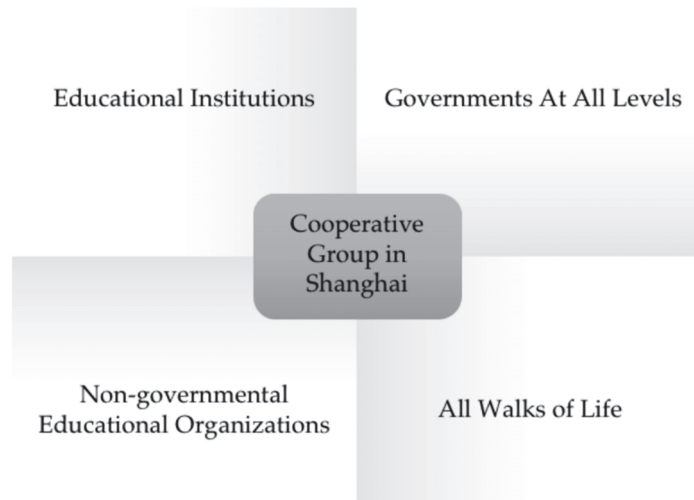 Educational Institutions
Governments At All Levels
Cooperative
Group in
Shanghai
Non-governmental
Educational Organizations
All Walks of Life